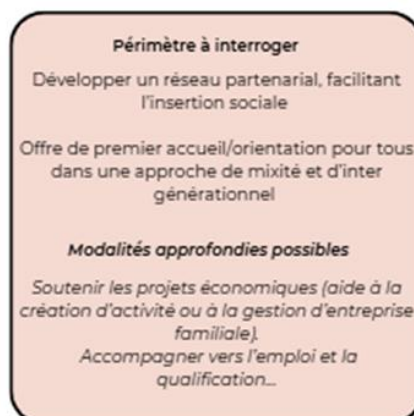 Périmètre à interroger
Développer un réseau partenarial, facilitant
l'insertion sociale
Offre de premier accueil/orientation pour tous
dans une approche de mixité et d'inter
générationnel
Modalités approfondies possibles
Soutenir les projets économiques (aide à la
création d'activité ou à la gestion d'entreprise
familiale).
Accompagner vers l'emploi et la
qualification...